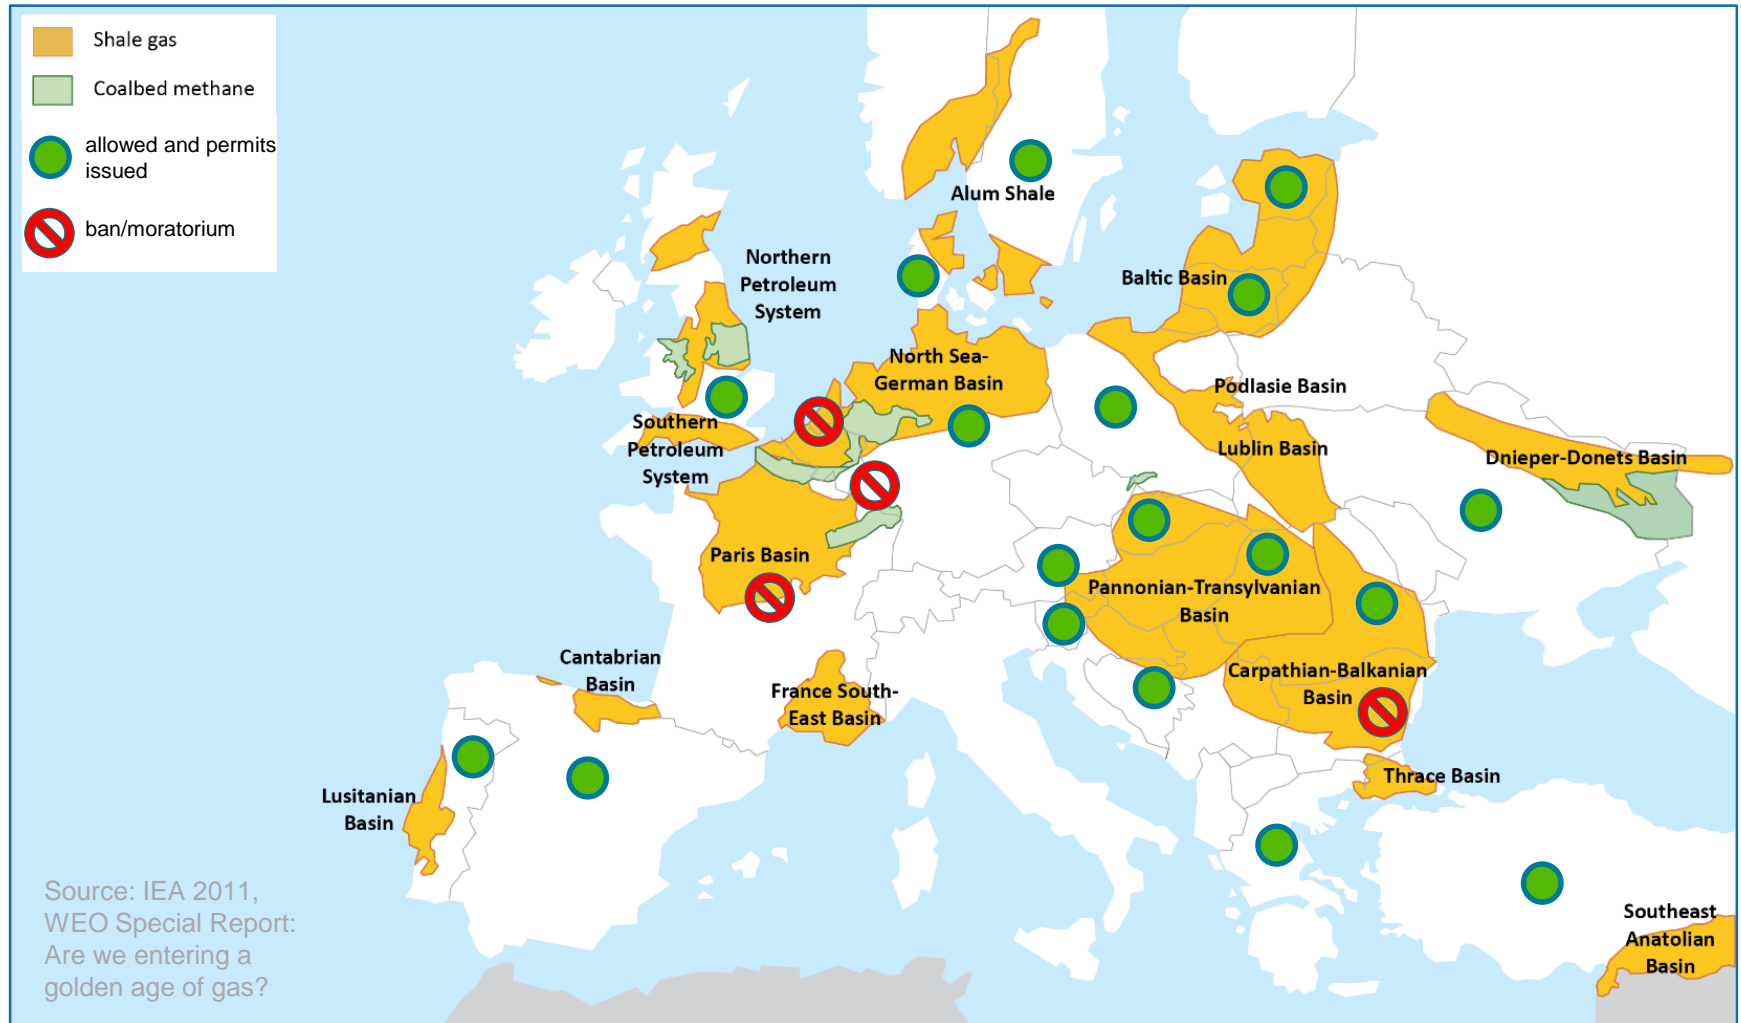 Shale gas
Coalbed methane
allowed and permits
issued
ban/moratorium
Alum Shale
Northern
Petroleum
System
Baltic Basin
North Sea-
German Basin
Podlasie Basin
Southern
Petroleum
System
Lublin Basin
Dnieper-Donets Basin
Paris Basin
Pannonian-Transylvanian
Basin
Cantabrian
Basin
France South-
East Basin
Carpathian-Balkanian
Basin
Thrace Basin
Lusitanian
Basin
Southeast
Anatolian
Basin
Source: IEA 2011,
WEO Special Report:
Are we entering a
golden age of gas?